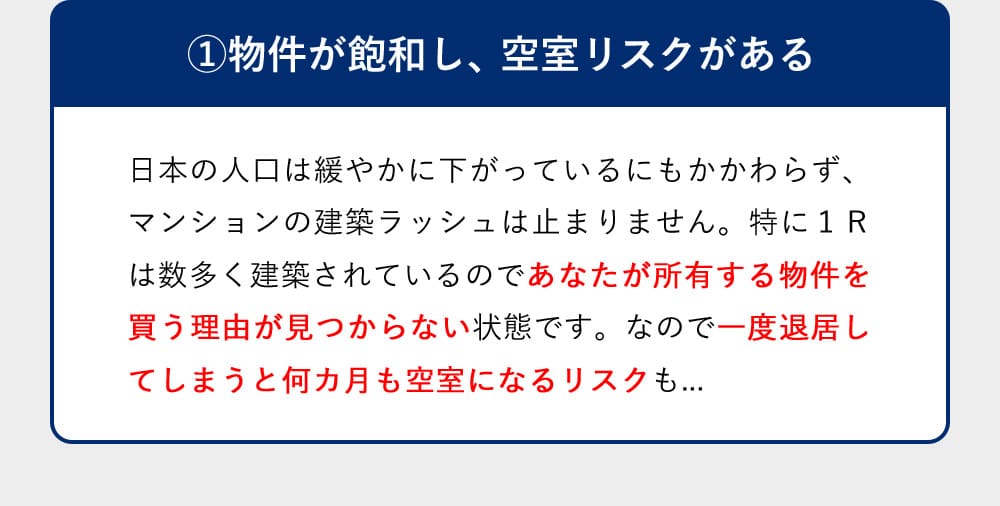 ①物件が飽和し、空室リスクがある
日本の人口は緩やかに下がっているにもかかわらず、
マンションの建築ラッシュは止まりません。特に１Ｒ
は数多く建築されているのであなたが所有する物件を
買う理由が見つからない状態です。なので一度退居し
てしまうと何カ月も空室になるリスクも...